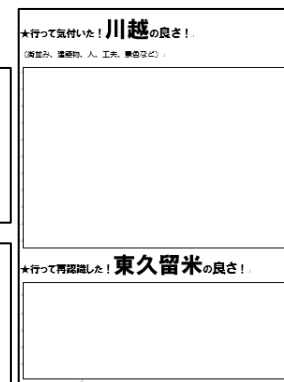 ★行って気付いた！川越の良さ！
（街並み、建築物、人、工夫、景色など）
★行って再認識した！東久留米の良さ！